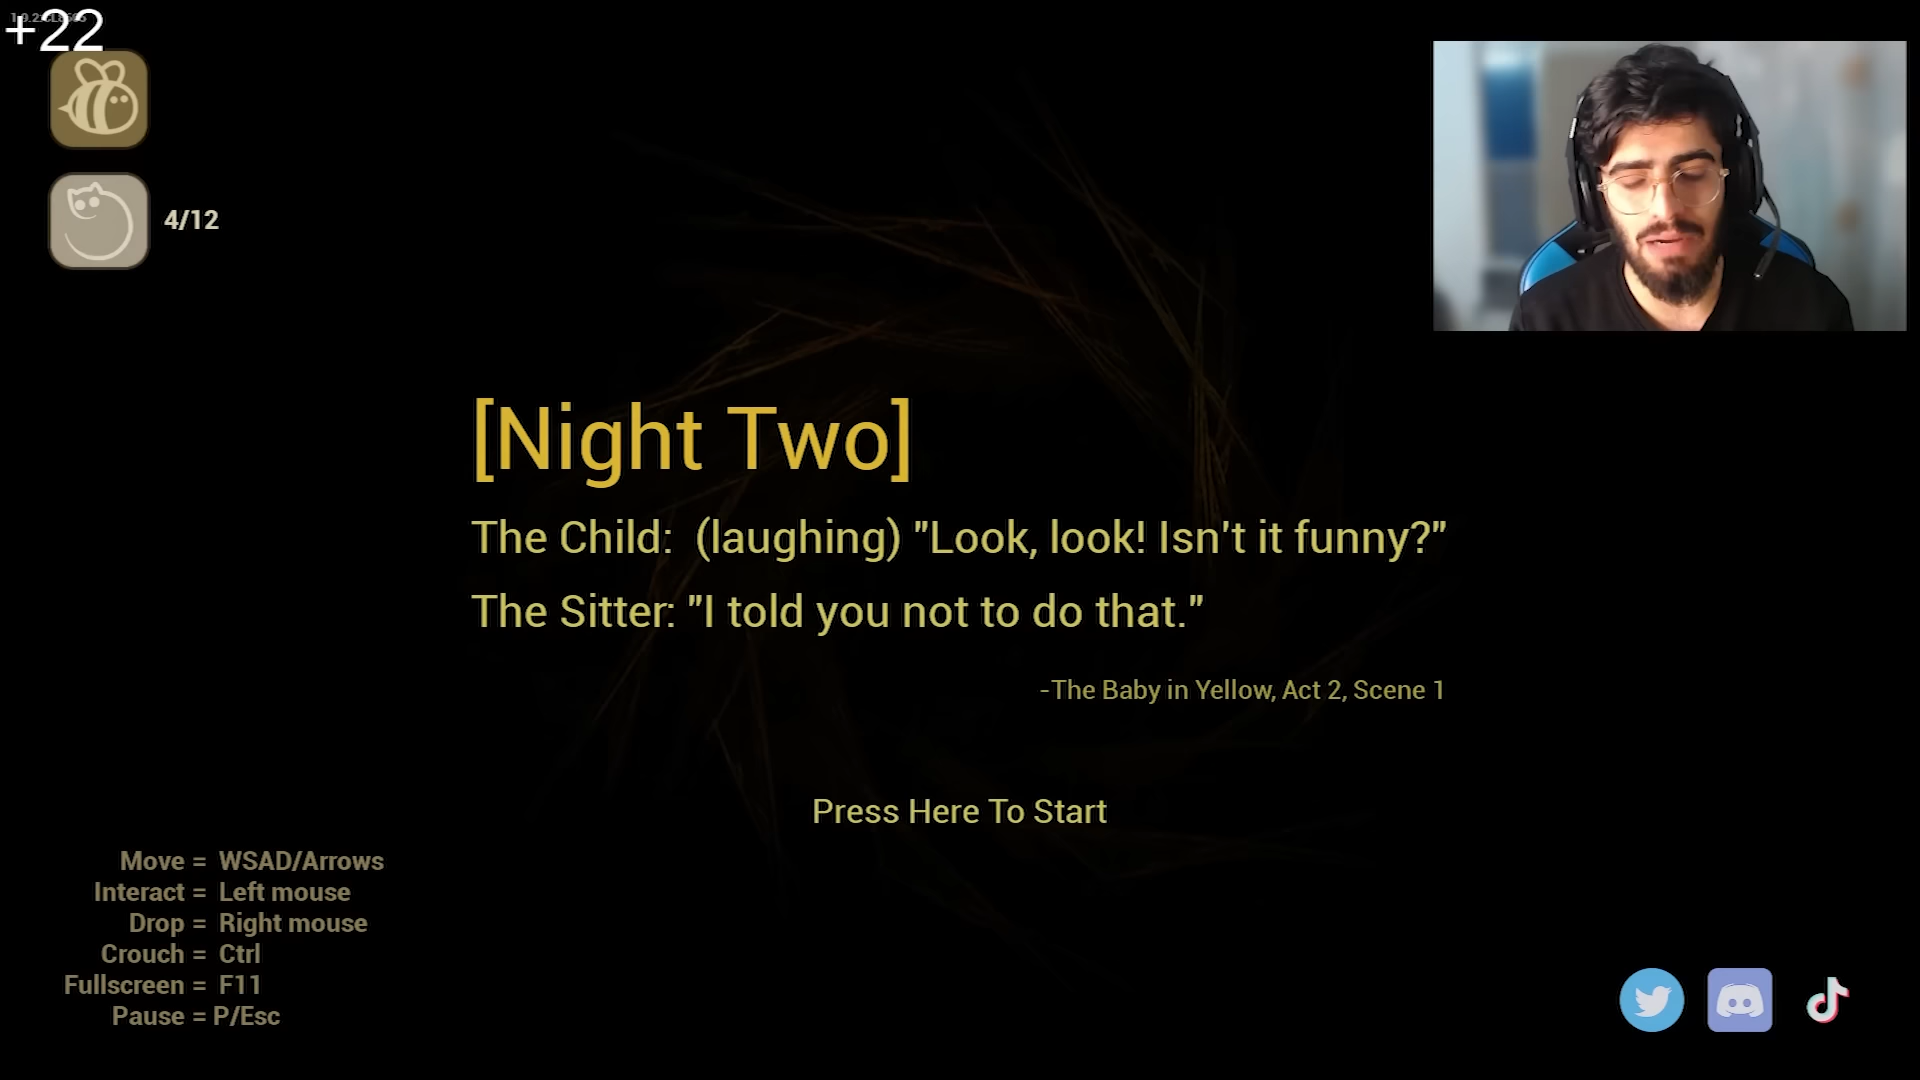 +22
4/12
[Night Two]
The Child:  (laughing) "Look, look! Isn't it funny?"
The Sitter: "I told you not to do that."
-The Baby in Yellow, Act 2, Scene 1
Press Here To Start
Move = WSAD/Arrows
Interact = Left mouse
Drop = Right mouse
Crouch = Ctrl
Fullscreen = F11
Pause = P/Esc